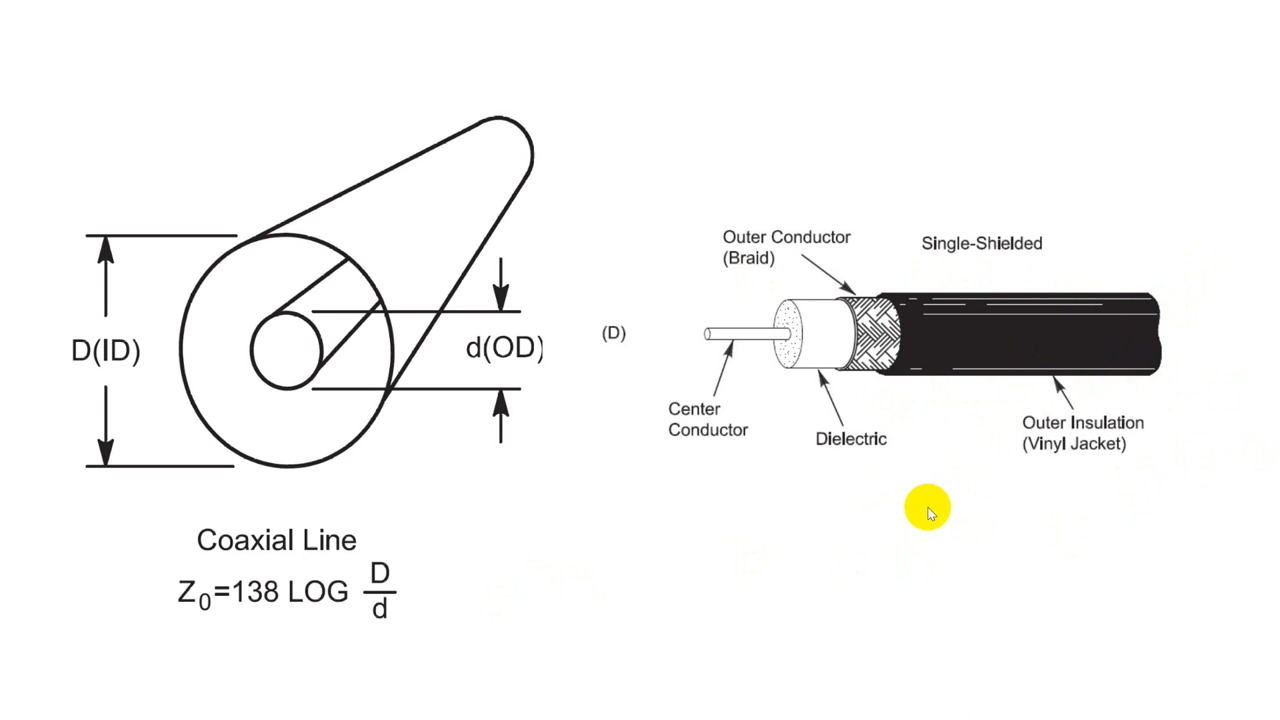 D(ID)
d(OD)
Coaxial Line
Z0=138 LOG D/d
(D)
Outer Conductor
(Braid)
Single-Shielded
Center
Conductor
Dielectric
Outer Insulation
(Vinyl Jacket)